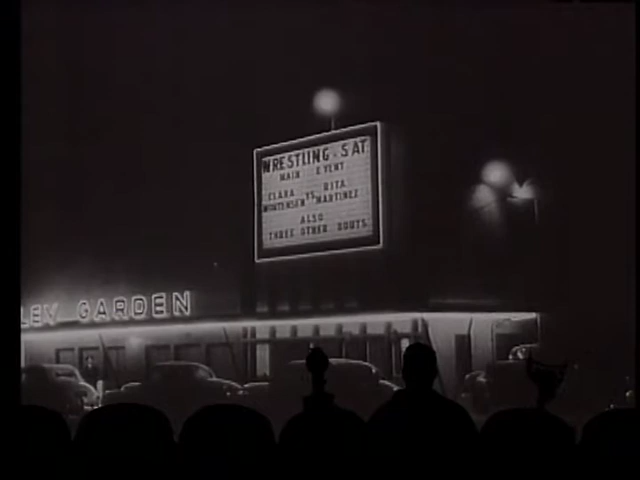 WRESTLING - SAT
MAIN EVENT
CLARA VS. RITA
MORTENSEN MARTINEZ
ALSO
THREE OTHER BOUTS
LEY GARDEN